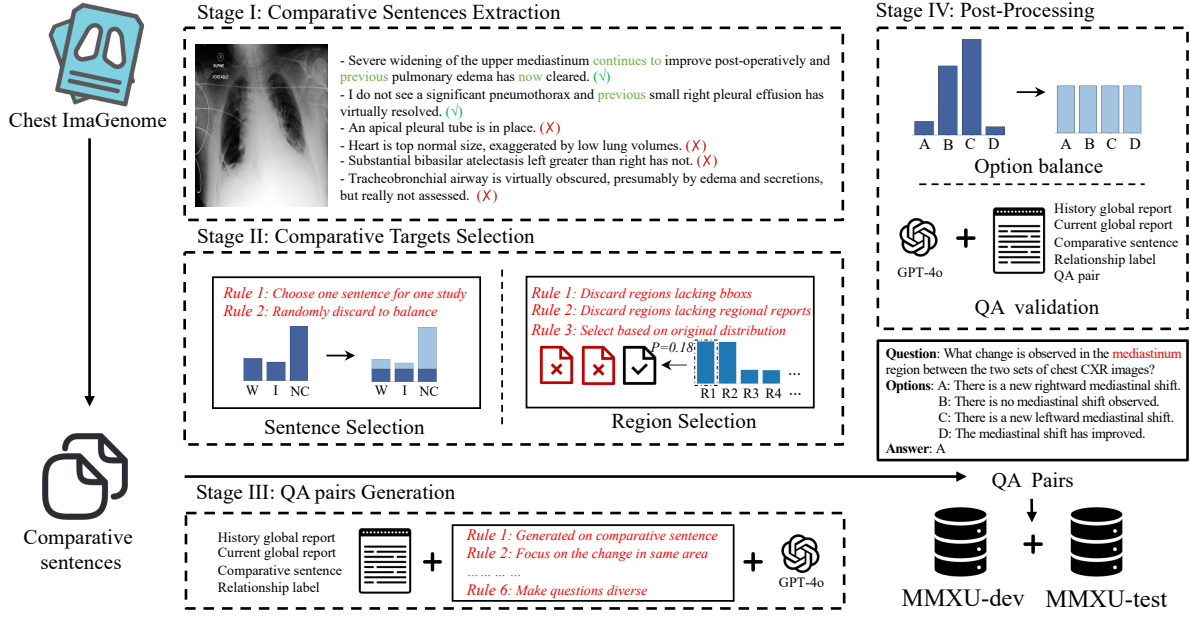 Chest ImaGenome
Comparative
sentences
Stage I: Comparative Sentences Extraction
SUPINE
PORTABLE
- Severe widening of the upper mediastinum continues to improve post-operatively and
previous pulmonary edema has now cleared. (√)
- I do not see a significant pneumothorax and previous small right pleural effusion has
virtually resolved. (√)
- An apical pleural tube is in place. (✗)
- Heart is top normal size, exaggerated by low lung volumes. (✗)
- Substantial bibasilar atelectasis left greater than right has not. (✗)
- Tracheobronchial airway is virtually obscured, presumably by edema and secretions,
but really not assessed. (✗)
Stage II: Comparative Targets Selection
Rule 1: Choose one sentence for one study
Rule 2: Randomly discard to balance
W I NC
W I NC
Sentence Selection
Rule 1: Discard regions lacking bboxs
Rule 2: Discard regions lacking regional reports
Rule 3: Select based on original distribution
P=0.18
...
R1 R2 R3 R4 ...
Region Selection
Stage III: QA pairs Generation
History global report
Current global report
Comparative sentence
Relationship label
Rule 1: Generated on comparative sentence
Rule 2: Focus on the change in same area
... ... ... ...
Rule 6: Make questions diverse
GPT-4o
Stage IV: Post-Processing
A B C D
A B C D
Option balance
GPT-4o
History global report
Current global report
Comparative sentence
Relationship label
QA pair
QA validation
Question: What change is observed in the mediastinum
region between the two sets of chest CXR images?
Options: A: There is a new rightward mediastinal shift.
B: There is no mediastinal shift observed.
C: There is a new leftward mediastinal shift.
D: The mediastinal shift has improved.
Answer: A
QA Pairs
MMXU-dev
MMXU-test